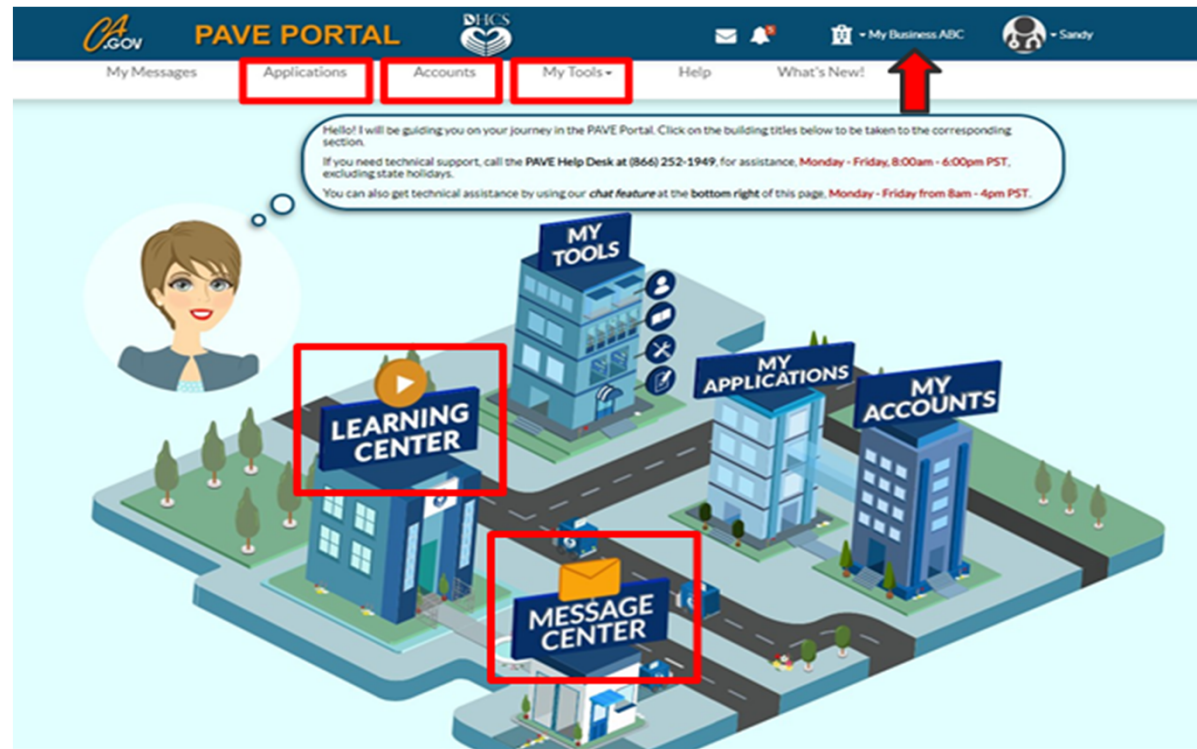 CA.GOV PAVE PORTAL DHCS 5 My Business ABC Sandy
My Messages Applications Accounts My Tools Help What's New!
Hello! I will be guiding you on your journey in the PAVE Portal. Click on the building titles below to be taken to the corresponding
section.
If you need technical support, call the PAVE Help Desk at (866) 252-1949, for assistance, Monday - Friday, 8:00am - 6:00pm PST,
excluding state holidays.
You can also get technical assistance by using our chat feature at the bottom right of this page, Monday - Friday from 8am - 4pm PST.
MY
TOOLS
MY
APPLICATIONS
MY
ACCOUNTS
LEARNING
CENTER
MESSAGE
CENTER